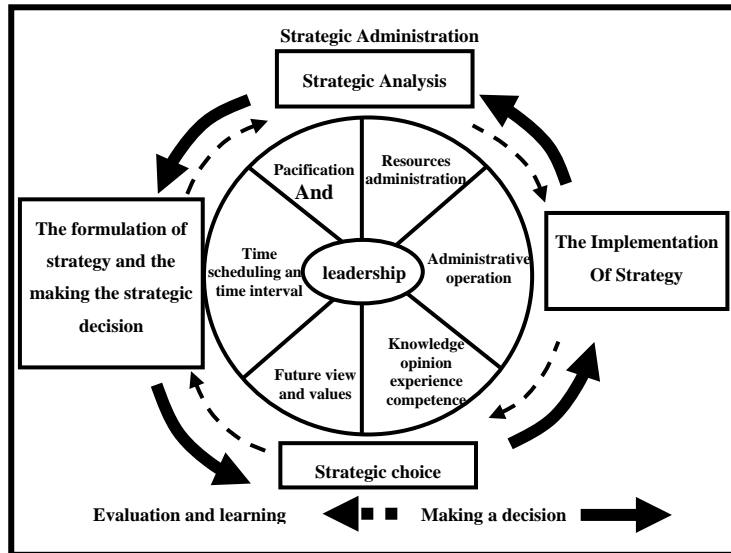 Strategic Administration
Strategic Analysis
Pacification
And
Resources
administration
The formulation of
strategy and the
making the strategic
decision
Time
scheduling an
time interval
leadership
Administrative
operation
The Implementation
Of Strategy
Future view
and values
Knowledge
opinion
experience
competence
Strategic choice
Evaluation and learning
Making a decision